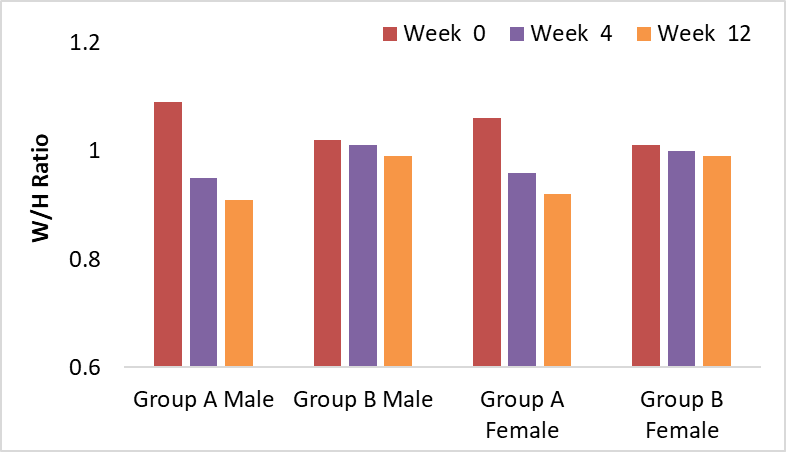 Week 0 Week 4 Week 12
1.2
1
0.8
0.6
W/H Ratio
Group A Male Group B Male Group A Female Group B Female